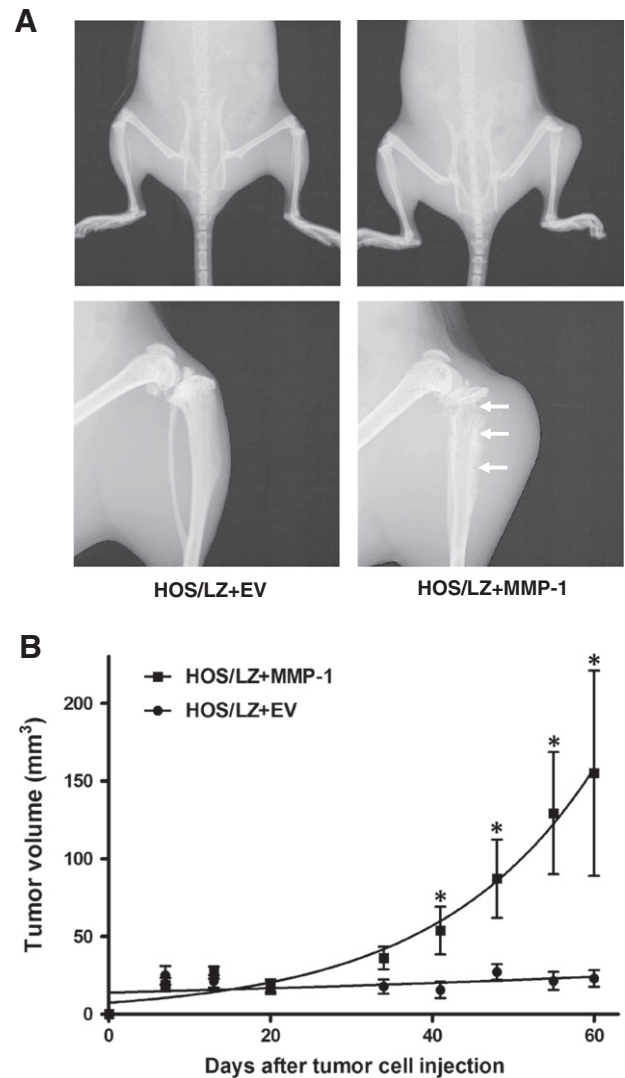 A
HOS/LZ+EV
HOS/LZ+MMP-1
B
HOS/LZ+MMP-1
HOS/LZ+EV
Tumor volume (mm³)
200
150
100
50
0
* * * *
0 20 40 60
Days after tumor cell injection